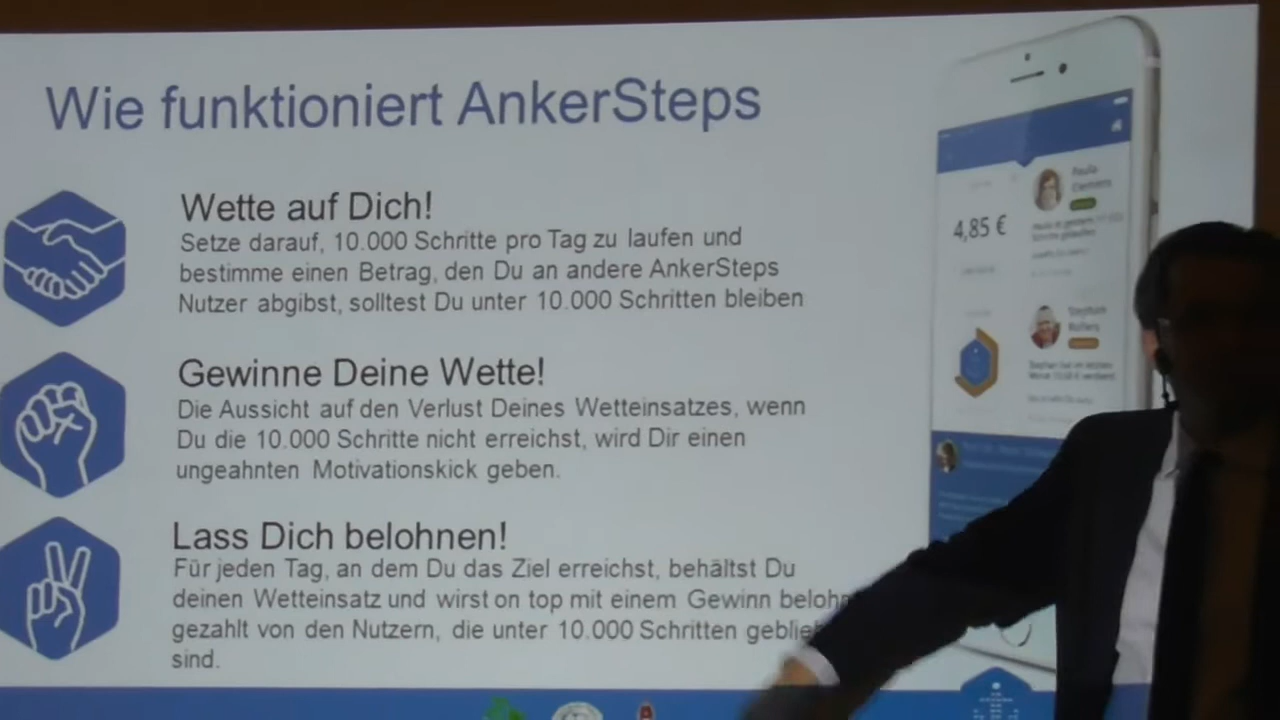 Wie funktioniert AnkerSteps
Wette auf Dich!
Setze darauf, 10.000 Schritte pro Tag zu laufen und
bestimme einen Betrag, den Du an andere AnkerSteps
Nutzer abgibst, solltest Du unter 10.000 Schritten bleiben
Gewinne Deine Wette!
Die Aussicht auf den Verlust Deines Wetteinsatzes, wenn
Du die 10.000 Schritte nicht erreichst, wird Dir einen
ungeahnten Motivationskick geben.
Lass Dich belohnen!
Für jeden Tag, an dem Du das Ziel erreichst, behältst Du
deinen Wetteinsatz und wirst on top mit einem Gewinn
gezahlt von den Nutzern, die unter 10.000 Schritten
sind.
4,85 €
Paula
Clemens
Stephan